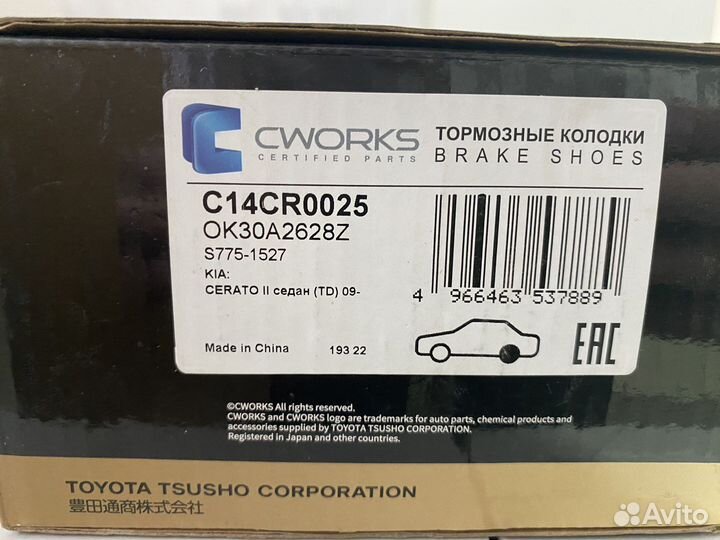 CWORKS
CERTIFIED PARTS
ТОРМОЗНЫЕ КОЛОДКИ
BRAKE SHOES
C14CR0025
OK30A2628Z
S775-1527
KIA:
CERATO II седан (TD) 09-
4 966463 537889
Made in China
193 22
EAC
©CWORKS All rights reserved.
CWORKS and CWORKS logo are trademarks for auto parts, chemical products and
accessories supplied by TOYOTA TSUSHO CORPORATION.
Registered in Japan and other countries.
TOYOTA TSUSHO CORPORATION
豊田通商株式会社
Avito